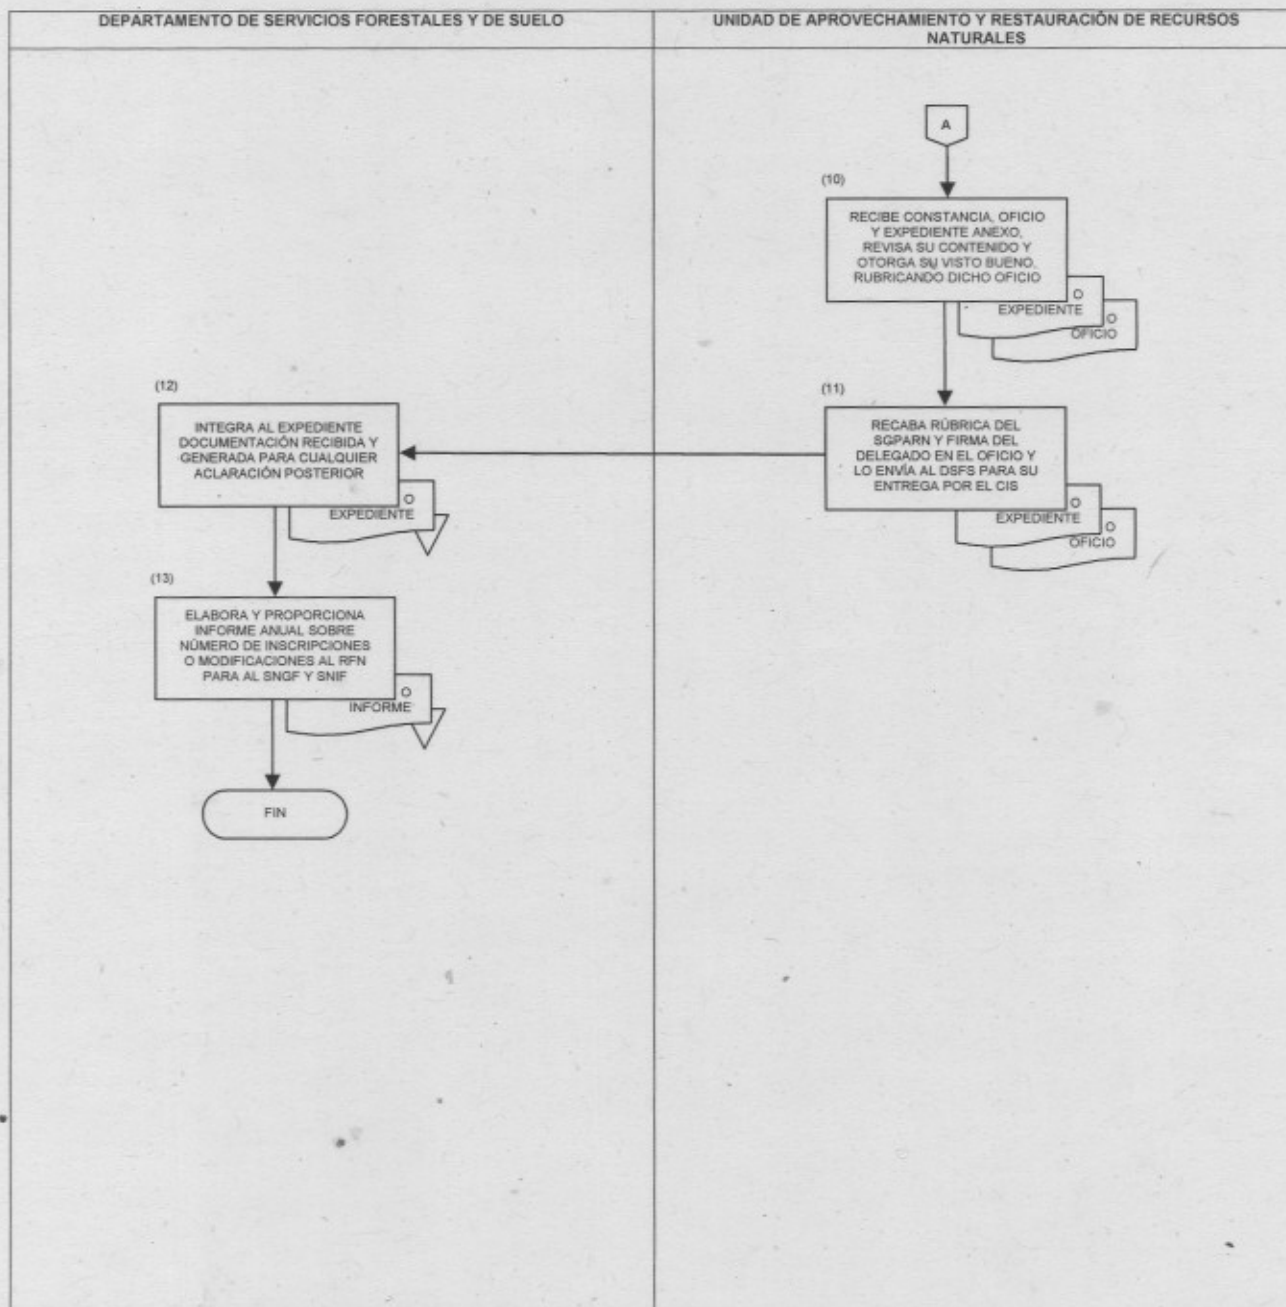 DEPARTAMENTO DE SERVICIOS FORESTALES Y DE SUELO
UNIDAD DE APROVECHAMIENTO Y RESTAURACIÓN DE RECURSOS
NATURALES
A
(10)
RECIBE CONSTANCIA, OFICIO
Y EXPEDIENTE ANEXO,
REVISA SU CONTENIDO Y
OTORGA SU VISTO BUENO,
RUBRICANDO DICHO OFICIO
O
EXPEDIENTE
O
OFICIO
(11)
RECABA RÚBRICA DEL
SGPARN Y FIRMA DEL
DELEGADO EN EL OFICIO Y
LO ENVÍA AL DSFS PARA SU
ENTREGA POR EL CIS
O
EXPEDIENTE
O
OFICIO
(12)
INTEGRA AL EXPEDIENTE
DOCUMENTACIÓN RECIBIDA Y
GENERADA PARA CUALQUIER
ACLARACIÓN POSTERIOR
O
EXPEDIENTE
(13)
ELABORA Y PROPORCIONA
INFORME ANUAL SOBRE
NÚMERO DE INSCRIPCIONES
O MODIFICACIONES AL RFN
PARA AL SNGF Y SNIF
O
INFORME
FIN